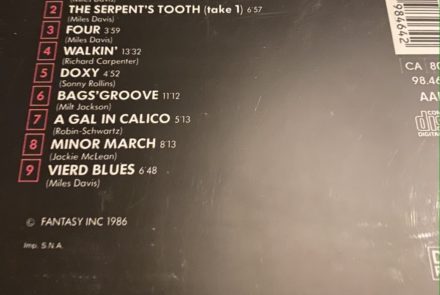 (Miles Davis)
2 THE SERPENT'S TOOTH (take 1) 6'57
(Miles Davis)
3 FOUR 3'59
(Miles Davis)
4 WALKIN' 13'32
(Richard Carpenter)
5 DOXY 4'52
(Sonny Rollins)
6 BAGS'GROOVE 11'12
(Milt Jackson)
7 A GAL IN CALICO 5'13
(Robin-Schwartz)
8 MINOR MARCH 8'13
(Jackie McLean)
9 VIERD BLUES 6'48
(Miles Davis)
© FANTASY INC 1986
Imp. S.N.A.
984642
CA 80
98.46